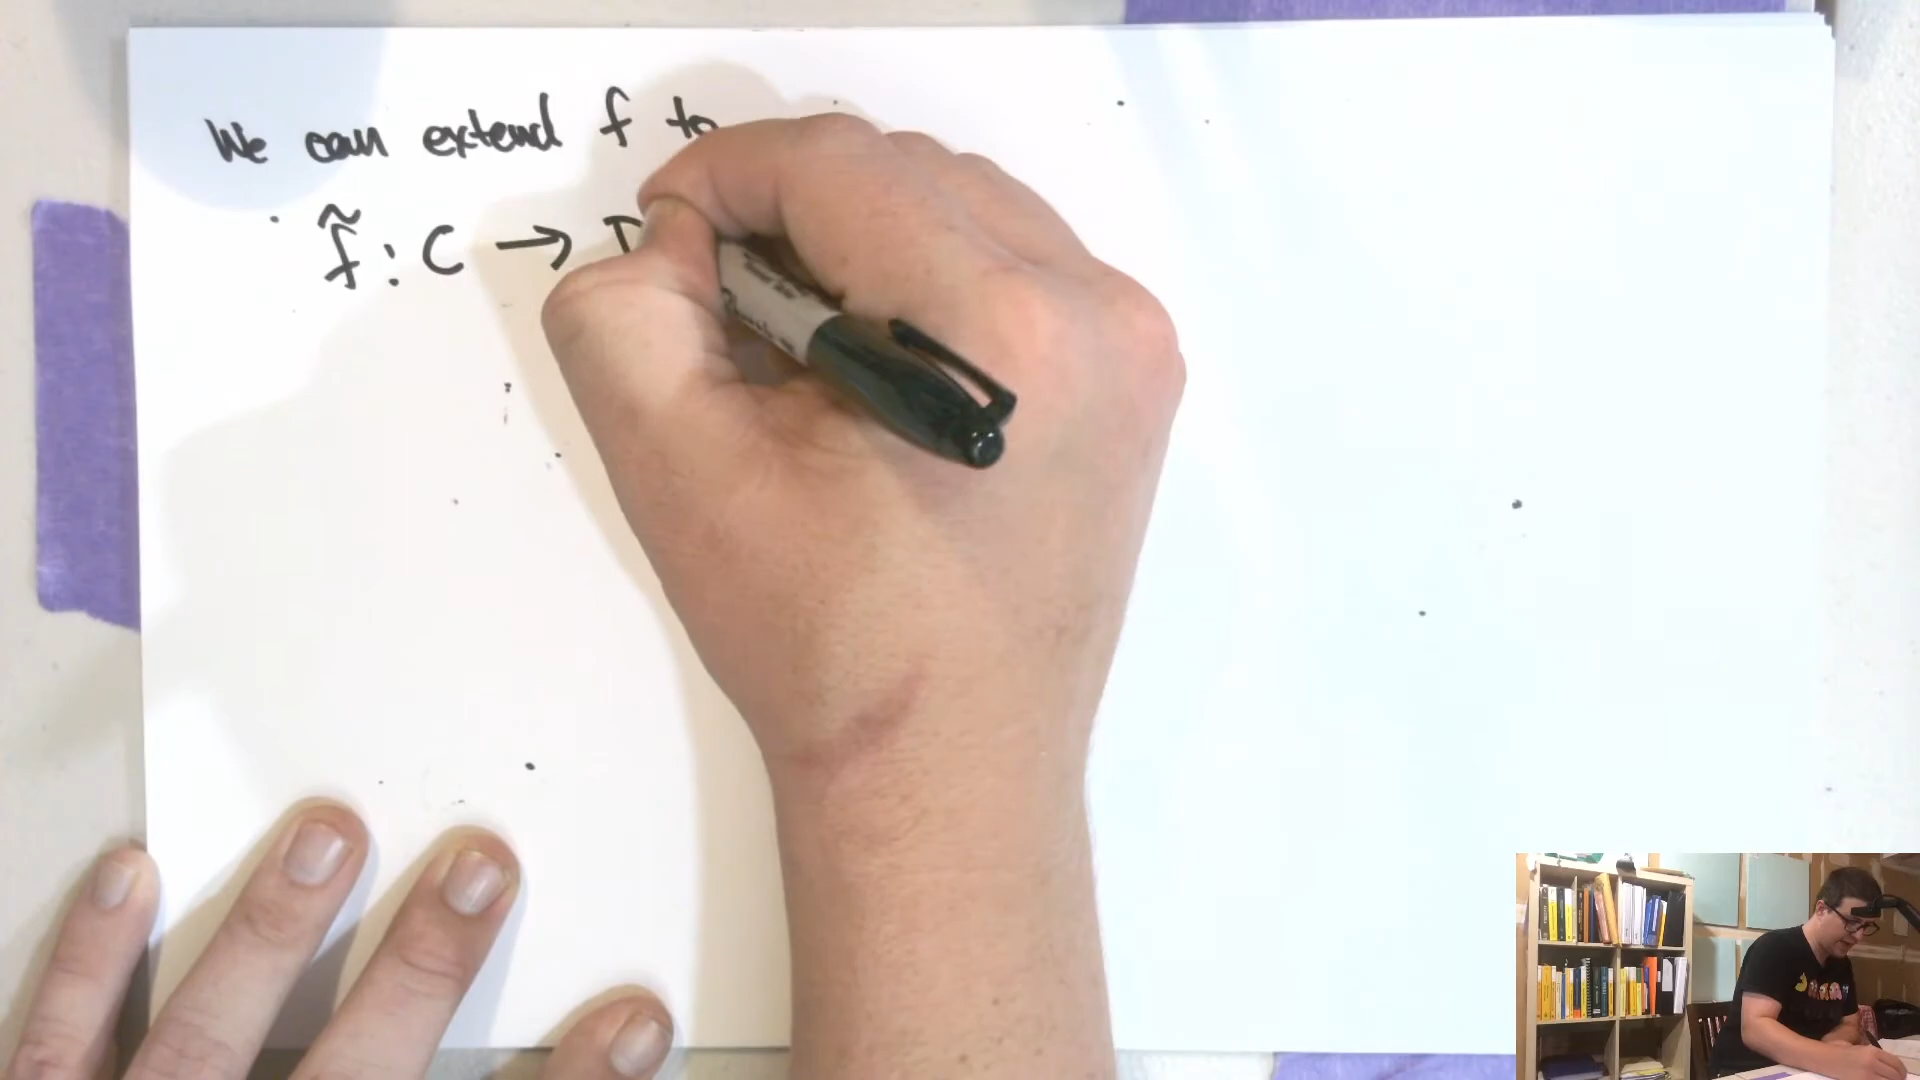 We can extend f to
f̃ : C →